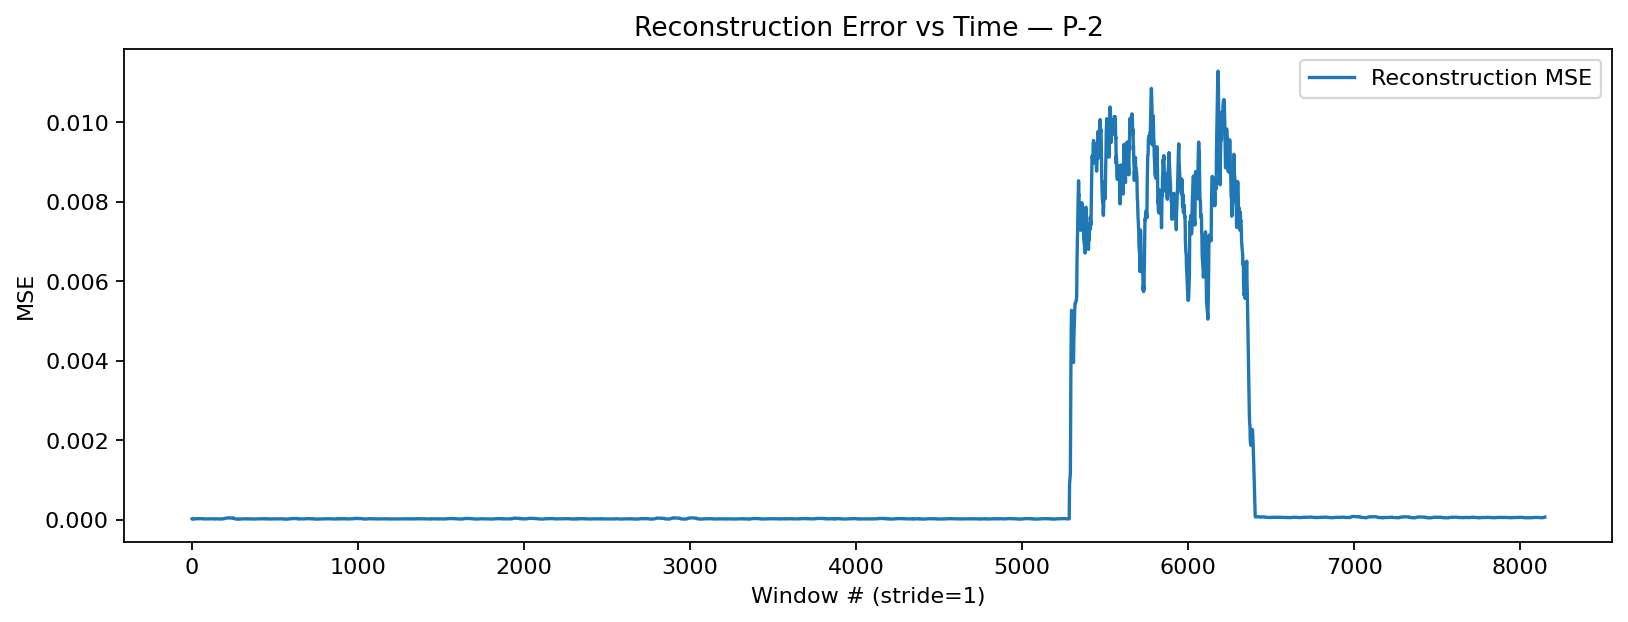 Reconstruction Error vs Time — P-2
Reconstruction MSE
MSE
0.010
0.008
0.006
0.004
0.002
0.000
0 1000 2000 3000 4000 5000 6000 7000 8000
Window # (stride=1)